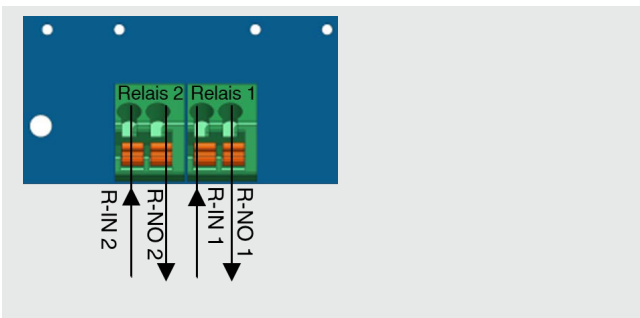 Relais 2 Relais 1
R-IN 2
R-NO 2
R-IN 1
R-NO 1